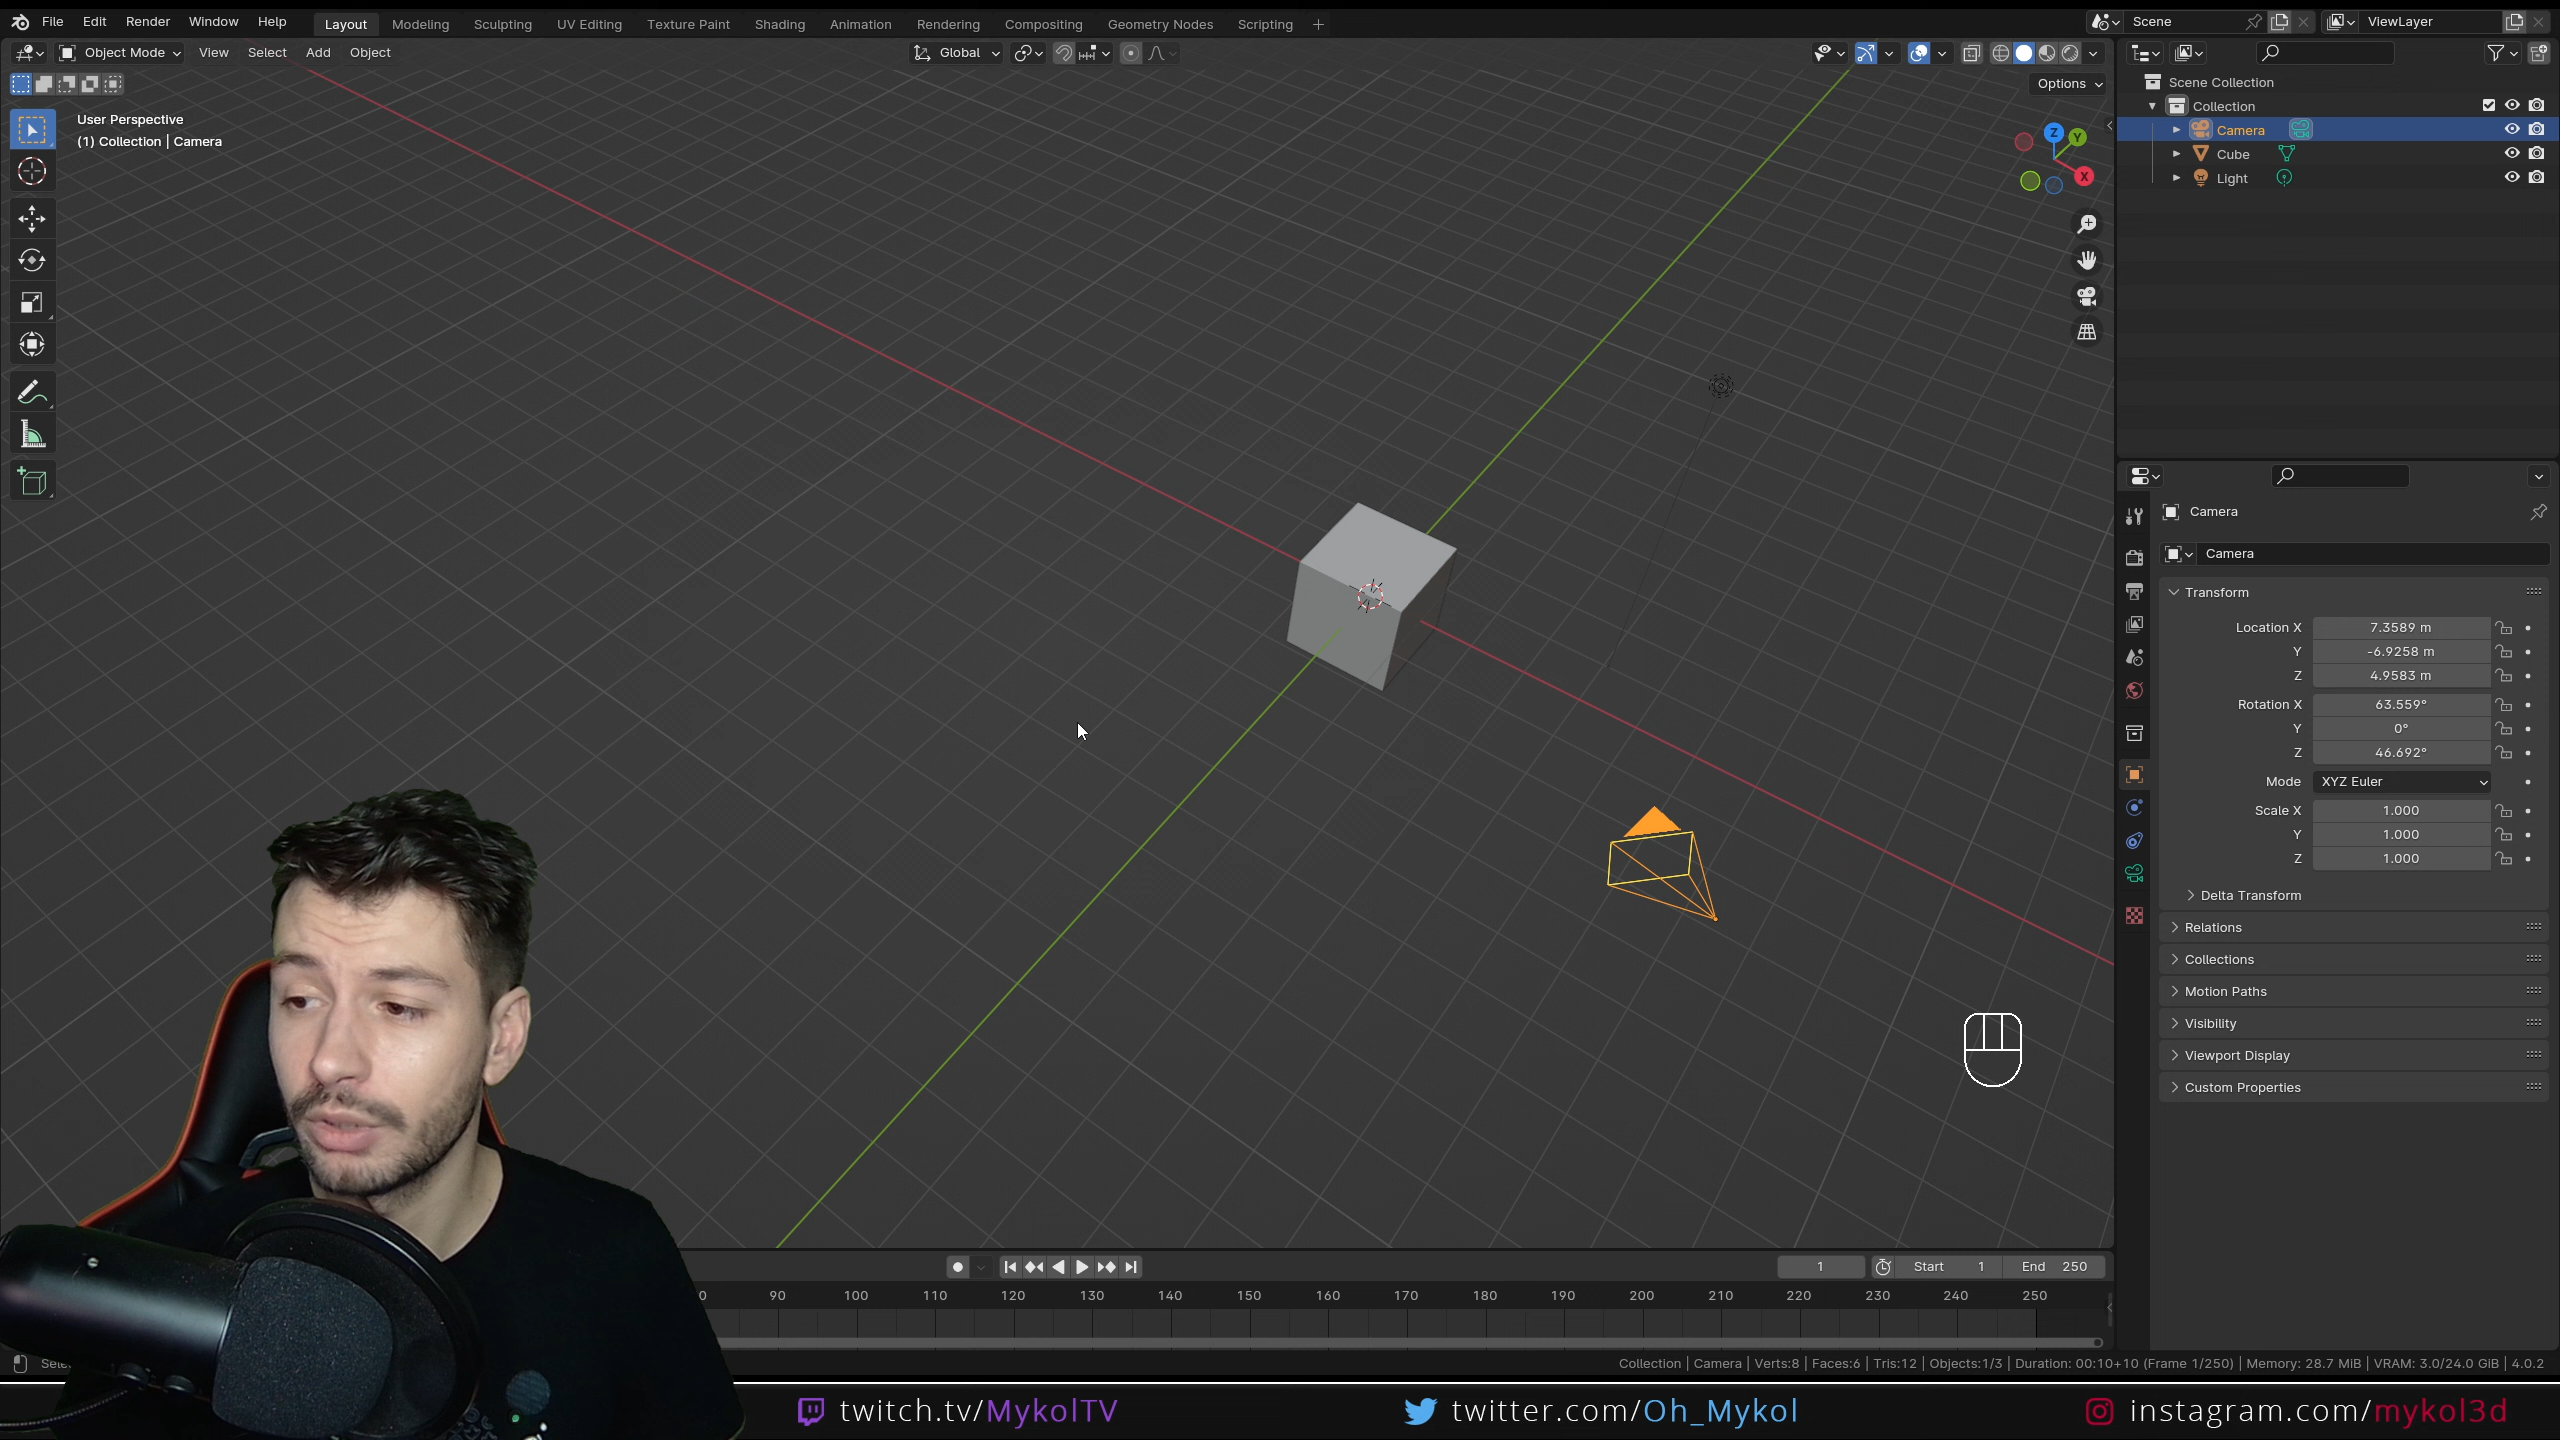 File Edit Render Window Help Layout Modeling Sculpting UV Editing Texture Paint Shading Animation Rendering Compositing Geometry Nodes Scripting + Scene ViewLayer
Object Mode View Select Add Object Global
Options
User Perspective
(1) Collection | Camera
Z Y
X
Scene Collection
Collection
Camera
Cube
Light
Camera
Camera
Transform
Location X 7.3589 m
Y -6.9258 m
Z 4.9583 m
Rotation X 63.559°
Y 0°
Z 46.692°
Mode XYZ Euler
Scale X 1.000
Y 1.000
Z 1.000
Delta Transform
Relations
Collections
Motion Paths
Visibility
Viewport Display
Custom Properties
1 Start 1 End 250
0 90 100 110 120 130 140 150 160 170 180 190 200 210 220 230 240 250
Collection | Camera | Verts:8 | Faces:6 | Tris:12 | Objects:1/3 | Duration: 00:10+10 (Frame 1/250) | Memory: 28.7 MiB | VRAM: 3.0/24.0 GiB | 4.0.2
twitch.tv/MykolTV twitter.com/Oh_Mykol instagram.com/mykol3d